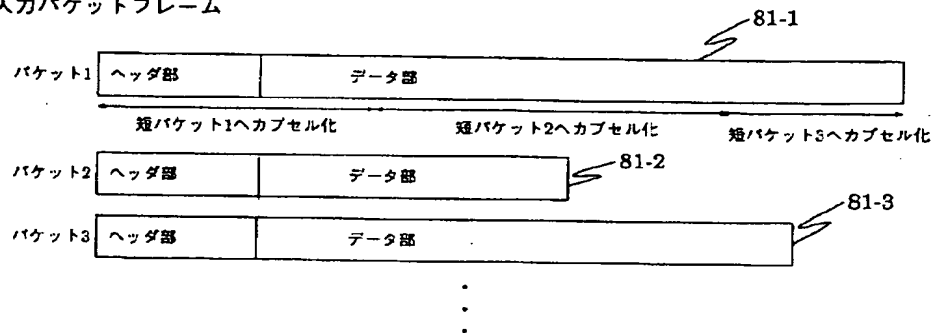 入力パケットフレーム
81-1
パケット1 ヘッダ部 データ部
短パケット1へカプセル化 短パケット2へカプセル化 短パケット3へカプセル化
81-2
パケット2 ヘッダ部 データ部
81-3
パケット3 ヘッダ部 データ部